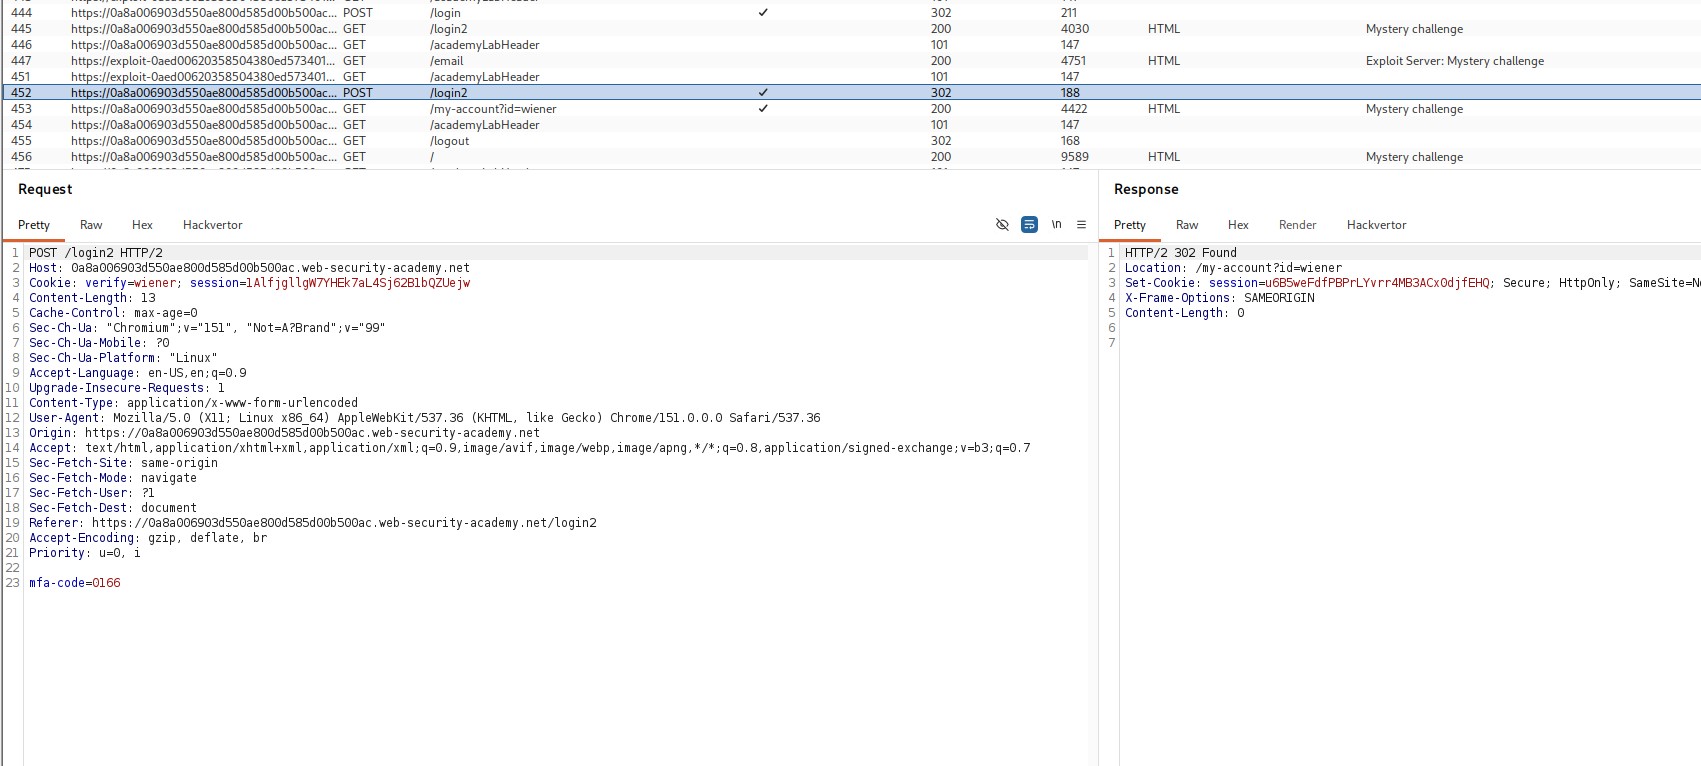 444 https://0a8a006903d550ae800d585d00b500ac... POST /login ✓ 302 211
445 https://0a8a006903d550ae800d585d00b500ac... GET /login2 200 4030 HTML Mystery challenge
446 https://0a8a006903d550ae800d585d00b500ac... GET /academyLabHeader 101 147
447 https://exploit-0aed00620358504380ed573401... GET /email 200 4751 HTML Exploit Server: Mystery challenge
451 https://exploit-0aed00620358504380ed573401... GET /academyLabHeader 101 147
452 https://0a8a006903d550ae800d585d00b500ac... POST /login2 ✓ 302 188
453 https://0a8a006903d550ae800d585d00b500ac... GET /my-account?id=wiener ✓ 200 4422 HTML Mystery challenge
454 https://0a8a006903d550ae800d585d00b500ac... GET /academyLabHeader 101 147
455 https://0a8a006903d550ae800d585d00b500ac... GET /logout 302 168
456 https://0a8a006903d550ae800d585d00b500ac... GET / 200 9589 HTML Mystery challenge
Request
Pretty Raw Hex Hackvertor \n
1 POST /login2 HTTP/2
2 Host: 0a8a006903d550ae800d585d00b500ac.web-security-academy.net
3 Cookie: verify=wiener; session=1AlfjgllgW7YHEk7aL4Sj62B1bQZUejw
4 Content-Length: 13
5 Cache-Control: max-age=0
6 Sec-Ch-Ua: "Chromium";v="151", "Not=A?Brand";v="99"
7 Sec-Ch-Ua-Mobile: ?0
8 Sec-Ch-Ua-Platform: "Linux"
9 Accept-Language: en-US,en;q=0.9
10 Upgrade-Insecure-Requests: 1
11 Content-Type: application/x-www-form-urlencoded
12 User-Agent: Mozilla/5.0 (X11; Linux x86_64) AppleWebKit/537.36 (KHTML, like Gecko) Chrome/151.0.0.0 Safari/537.36
13 Origin: https://0a8a006903d550ae800d585d00b500ac.web-security-academy.net
14 Accept: text/html,application/xhtml+xml,application/xml;q=0.9,image/avif,image/webp,image/apng,*/*;q=0.8,application/signed-exchange;v=b3;q=0.7
15 Sec-Fetch-Site: same-origin
16 Sec-Fetch-Mode: navigate
17 Sec-Fetch-User: ?1
18 Sec-Fetch-Dest: document
19 Referer: https://0a8a006903d550ae800d585d00b500ac.web-security-academy.net/login2
20 Accept-Encoding: gzip, deflate, br
21 Priority: u=0, i
22
23 mfa-code=0166
Response
Pretty Raw Hex Render Hackvertor
1 HTTP/2 302 Found
2 Location: /my-account?id=wiener
3 Set-Cookie: session=u6B5weFdfPBPrLYvrr4MB3ACx0djfEHQ; Secure; HttpOnly; SameSite=N
4 X-Frame-Options: SAMEORIGIN
5 Content-Length: 0
6
7